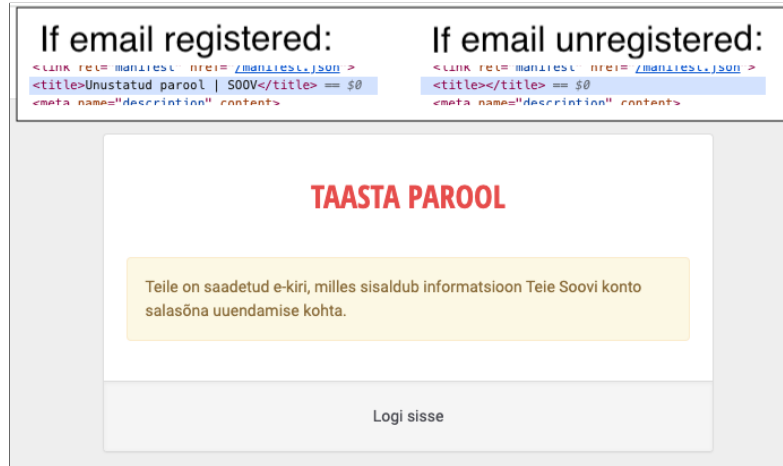 If email registered:
If email unregistered:
<link rel="manifest" href="/manifest.json">
<link rel="manifest" href="/manifest.json">
<title>Unustatud parool | SOOV</title> == $0
<title></title> == $0
<meta name="description" content>
<meta name="description" content>
TAASTA PAROOL
Teile on saadetud e-kiri, milles sisaldub informatsioon Teie Soovi konto
salasõna uuendamise kohta.
Logi sisse